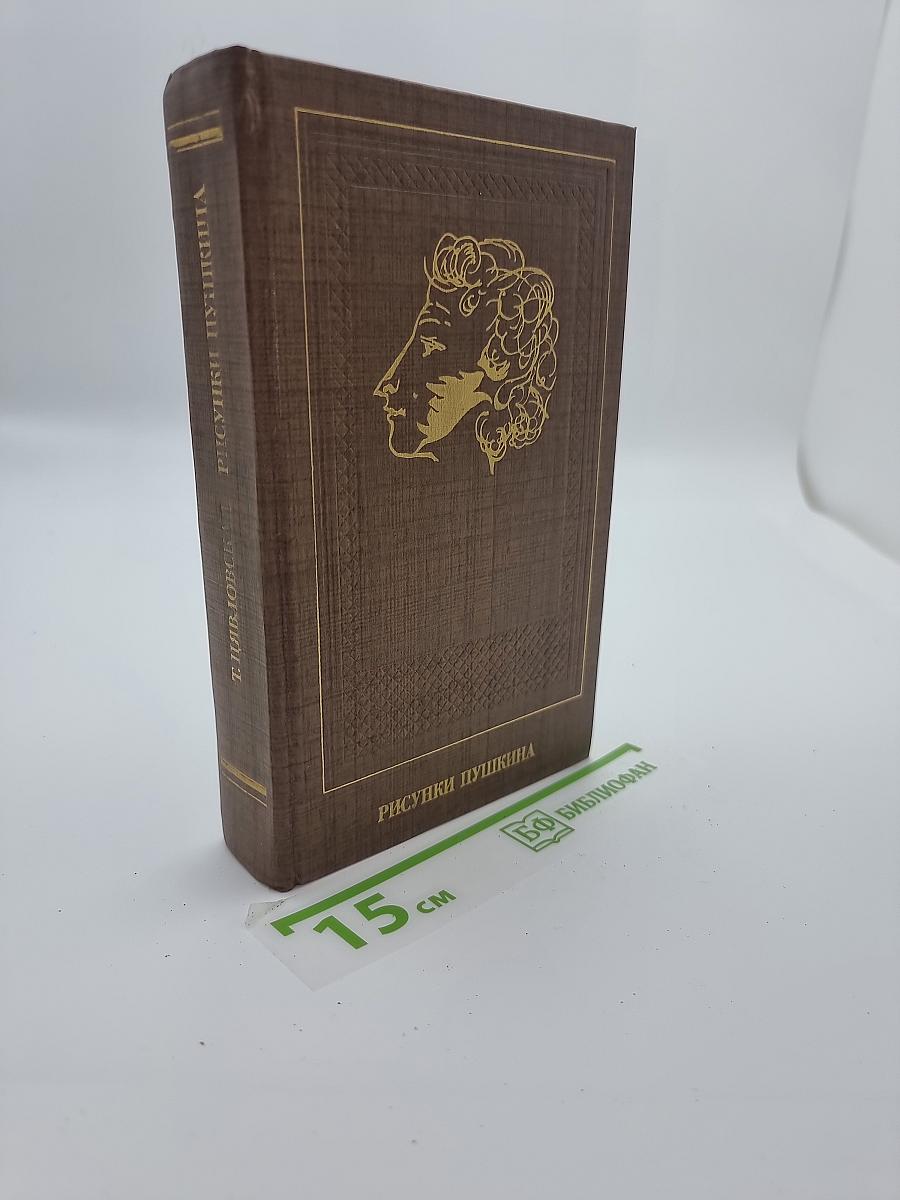 Т. ЦЯВЛОВСКАЯ РИСУНКИ ПУШКИНА
РИСУНКИ ПУШКИНА
15 см
БФ БИБЛИОФАН